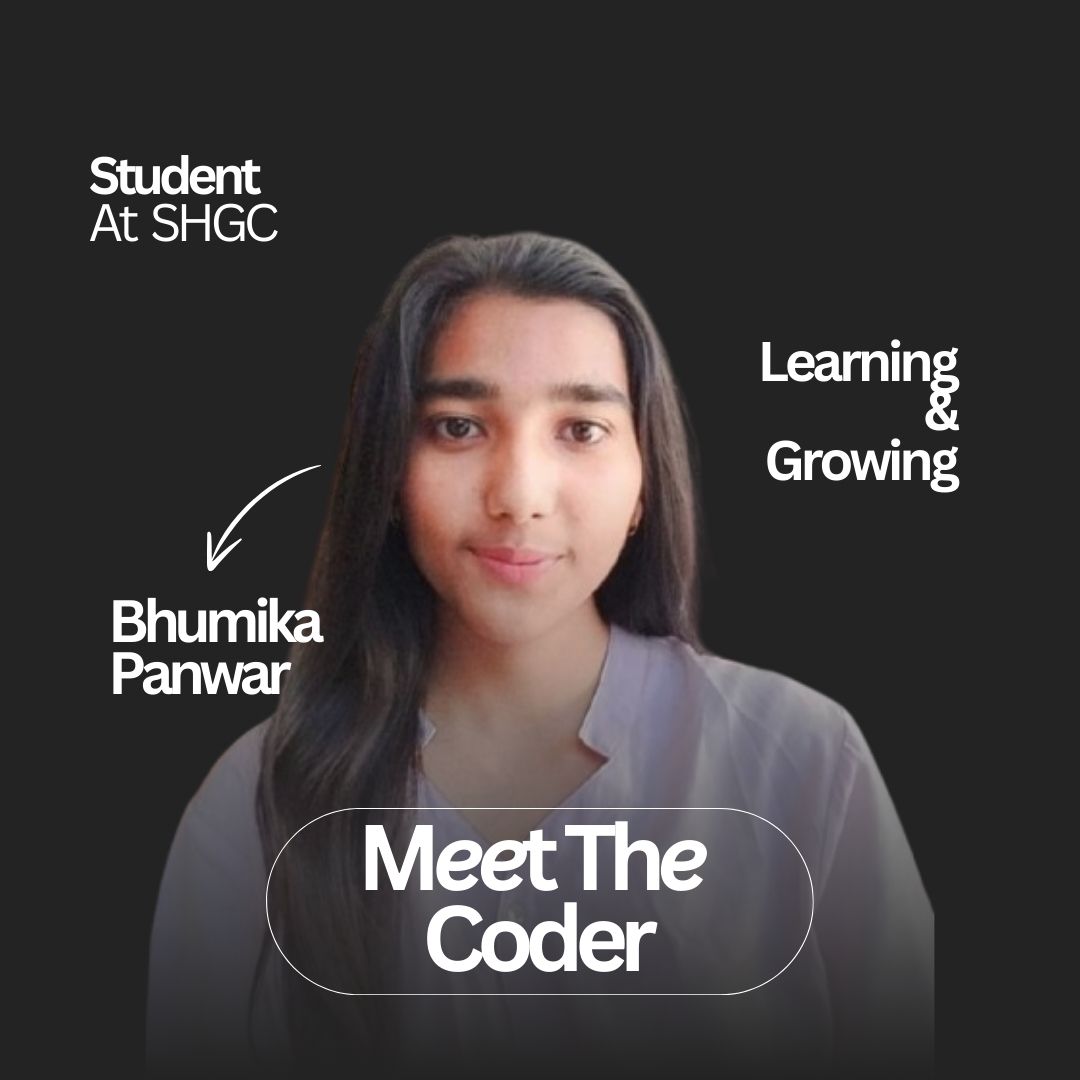 Student
At SHGC
Learning
&
Growing
Bhumika
Panwar
Meet The
Coder